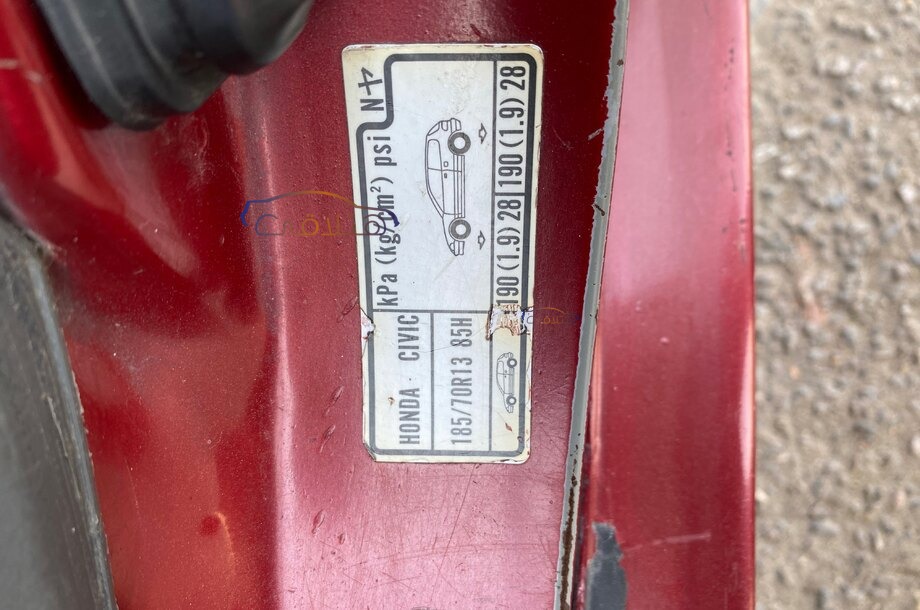 HONDA · CIVIC kPa (kg/cm²) psi N
185/70R13 85H
190 (1.9) 28 190 (1.9) 28